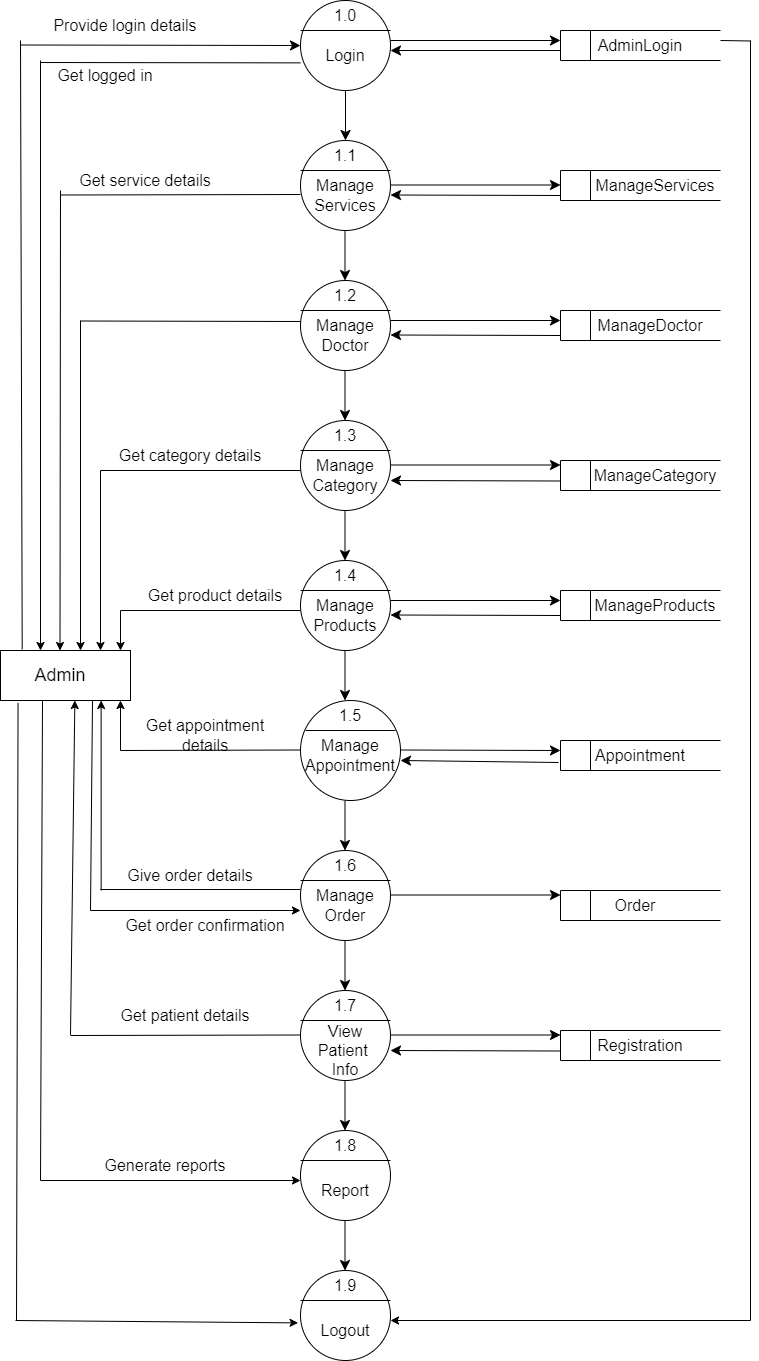 1.0
Provide login details
Login
AdminLogin
Get logged in
1.1
Get service details
Manage
Services
ManageServices
1.2
Manage
Doctor
ManageDoctor
1.3
Get category details
Manage
Category
ManageCategory
1.4
Get product details
Manage
Products
ManageProducts
Admin
1.5
Get appointment
details
Manage
Appointment
Appointment
1.6
Give order details
Manage
Order
Order
Get order confirmation
1.7
Get patient details
View
Patient
Info
Registration
1.8
Generate reports
Report
1.9
Logout